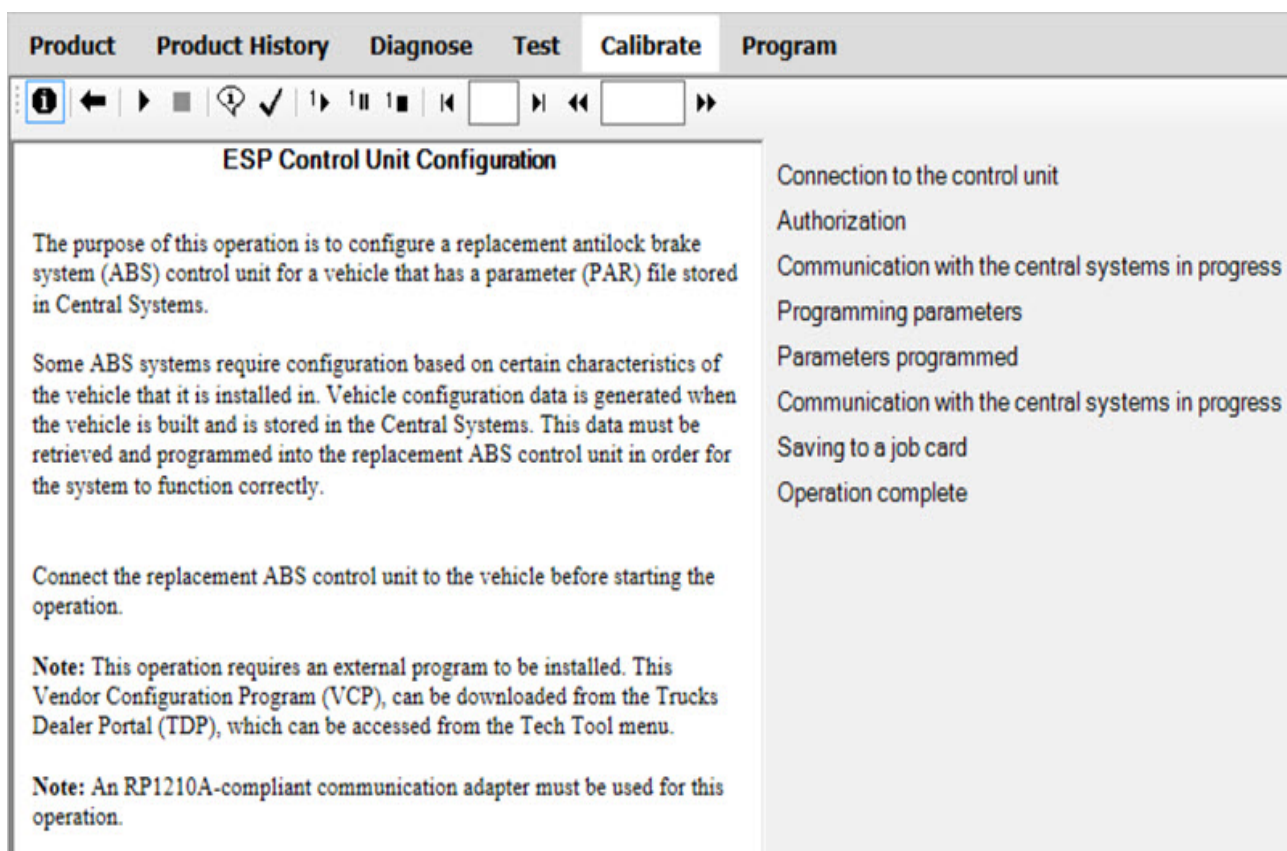 Product Product History Diagnose Test Calibrate Program
1 1 1
ESP Control Unit Configuration
The purpose of this operation is to configure a replacement antilock brake
system (ABS) control unit for a vehicle that has a parameter (PAR) file stored
in Central Systems.
Some ABS systems require configuration based on certain characteristics of
the vehicle that it is installed in. Vehicle configuration data is generated when
the vehicle is built and is stored in the Central Systems. This data must be
retrieved and programmed into the replacement ABS control unit in order for
the system to function correctly.
Connect the replacement ABS control unit to the vehicle before starting the
operation.
Note: This operation requires an external program to be installed. This
Vendor Configuration Program (VCP), can be downloaded from the Trucks
Dealer Portal (TDP), which can be accessed from the Tech Tool menu.
Note: An RP1210A-compliant communication adapter must be used for this
operation.
Connection to the control unit
Authorization
Communication with the central systems in progress
Programming parameters
Parameters programmed
Communication with the central systems in progress
Saving to a job card
Operation complete